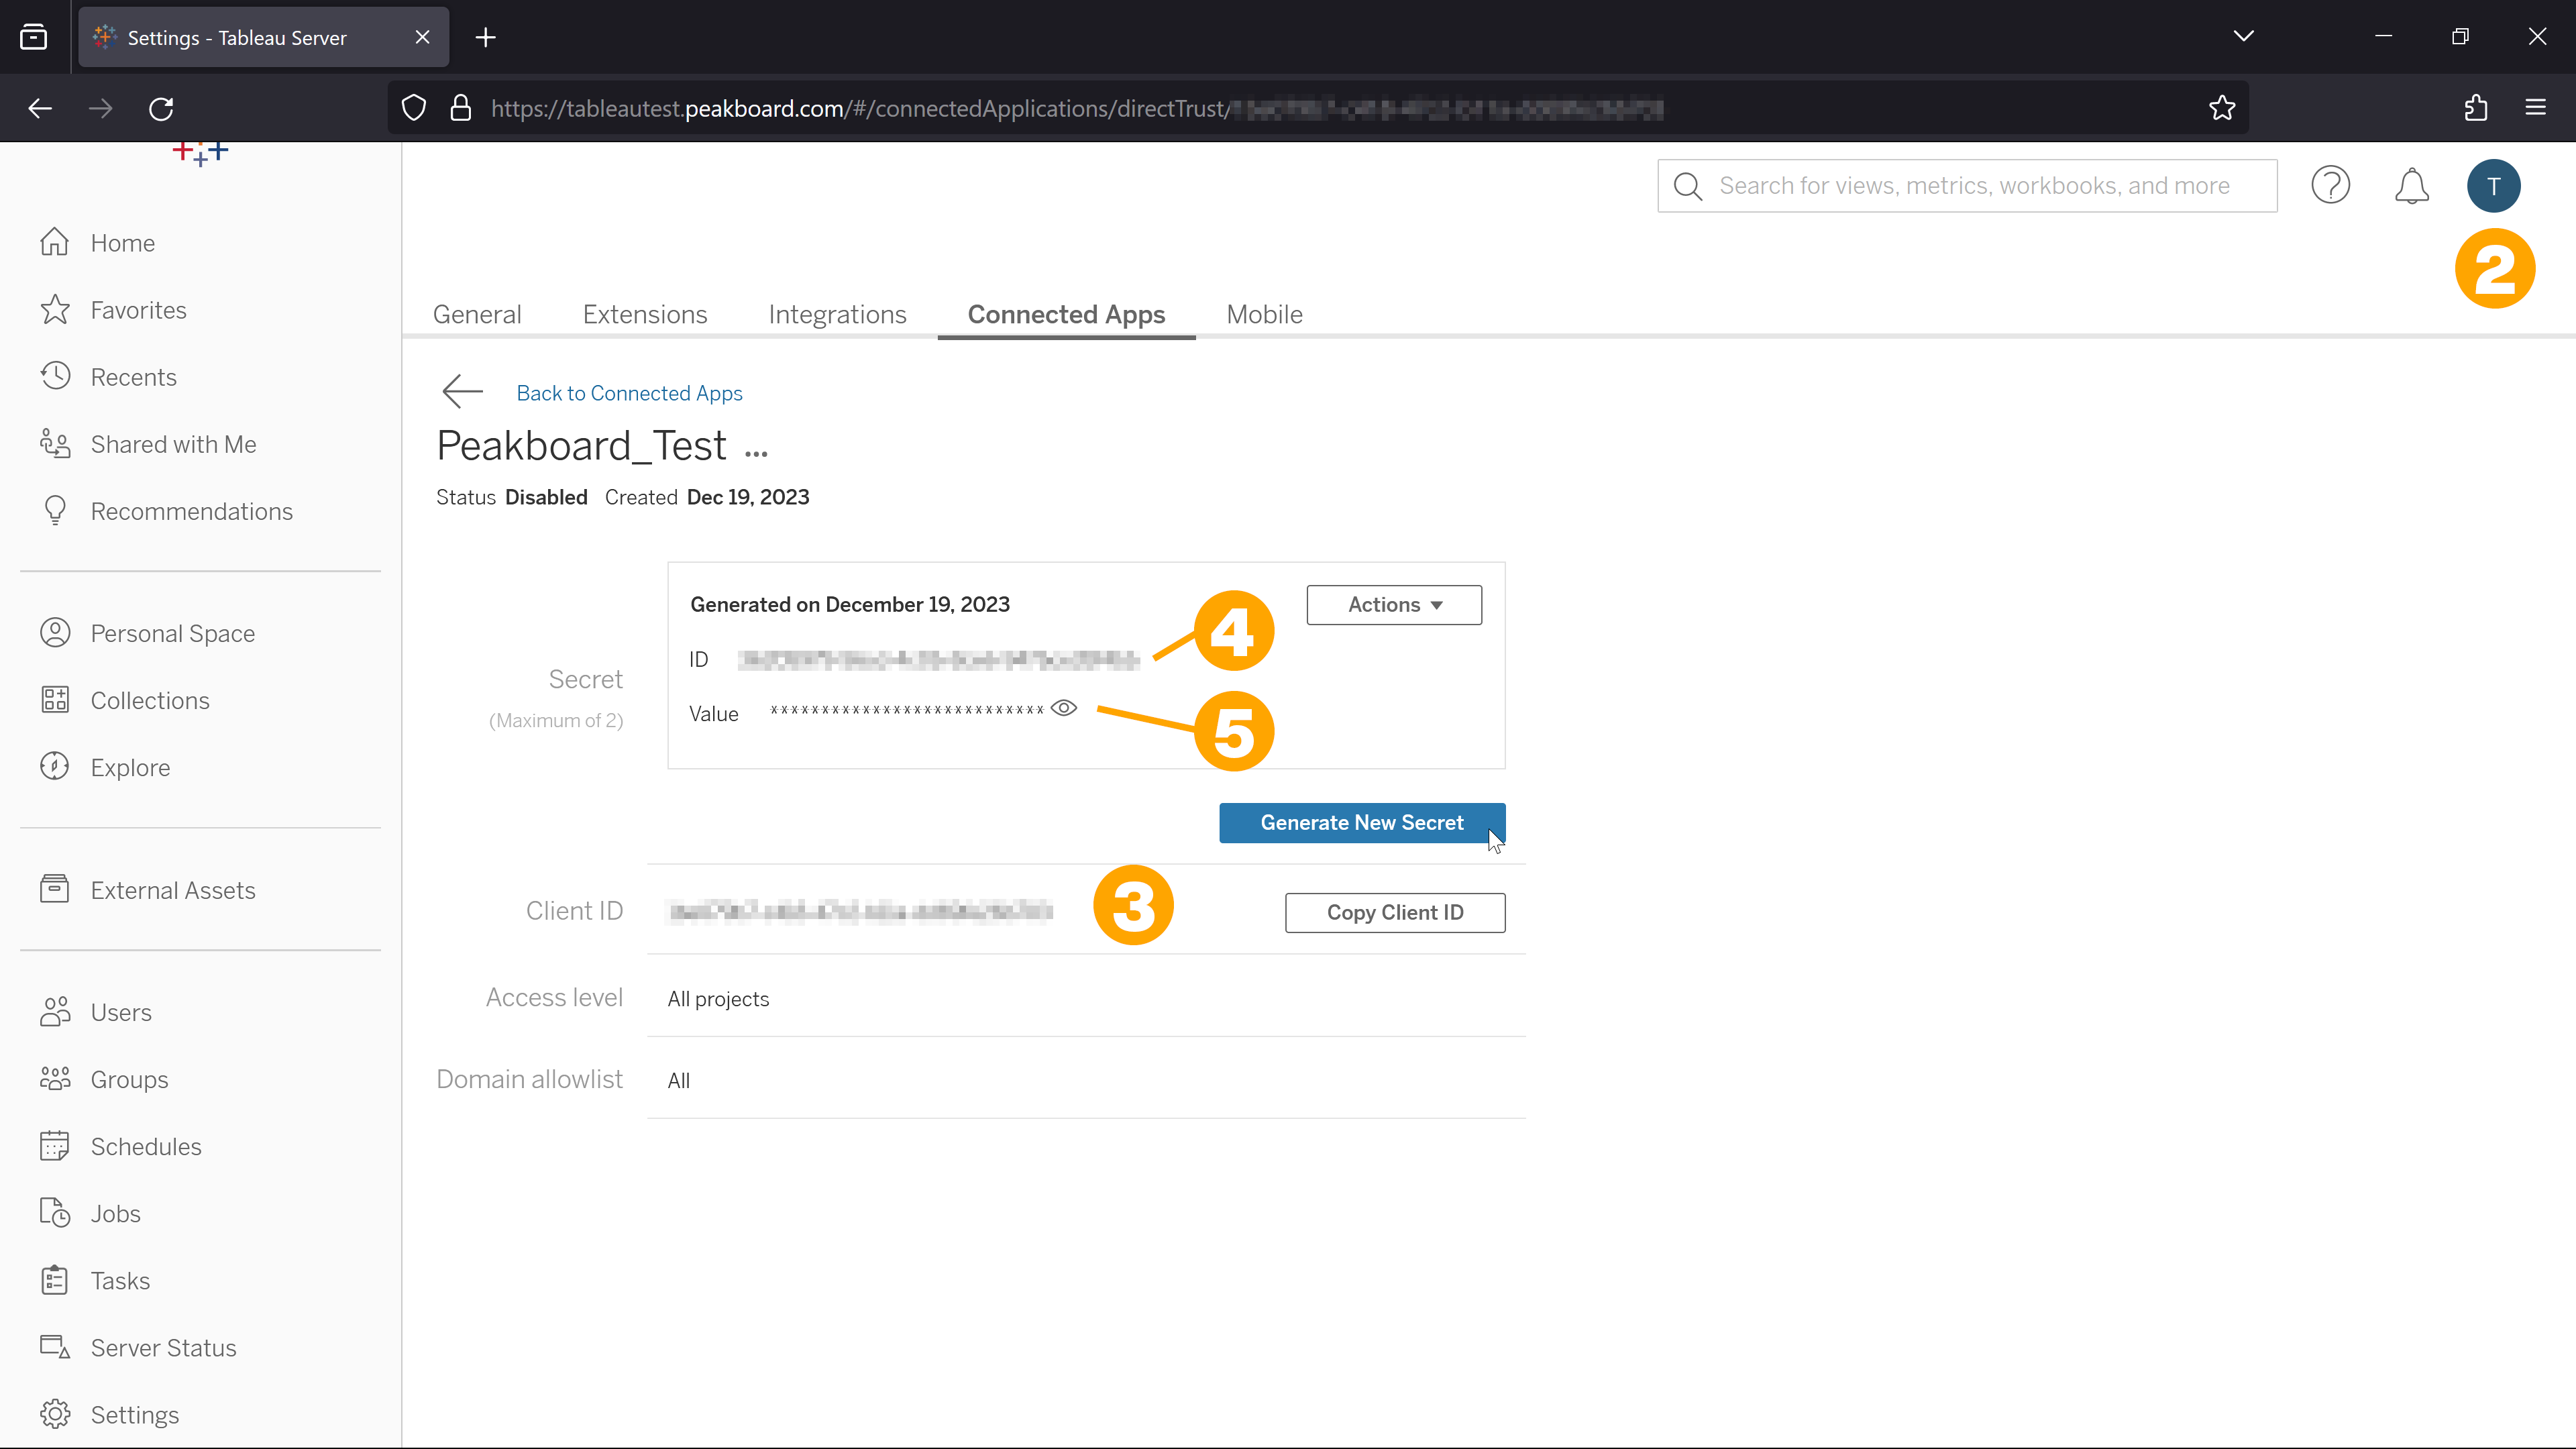 Settings - Tableau Server
https://tableautest.peakboard.com/#/connectedApplications/directTrust/
Search for views, metrics, workbooks, and more
T
2
Home
Favorites
Recents
Shared with Me
Recommendations
Personal Space
Collections
Explore
External Assets
Users
Groups
Schedules
Jobs
Tasks
Server Status
Settings
General Extensions Integrations Connected Apps Mobile
Back to Connected Apps
Peakboard_Test ...
Status Disabled Created Dec 19, 2023
Secret
(Maximum of 2)
Generated on December 19, 2023
Actions
ID
4
Value ***************************
5
Generate New Secret
Client ID
3
Copy Client ID
Access level All projects
Domain allowlist All